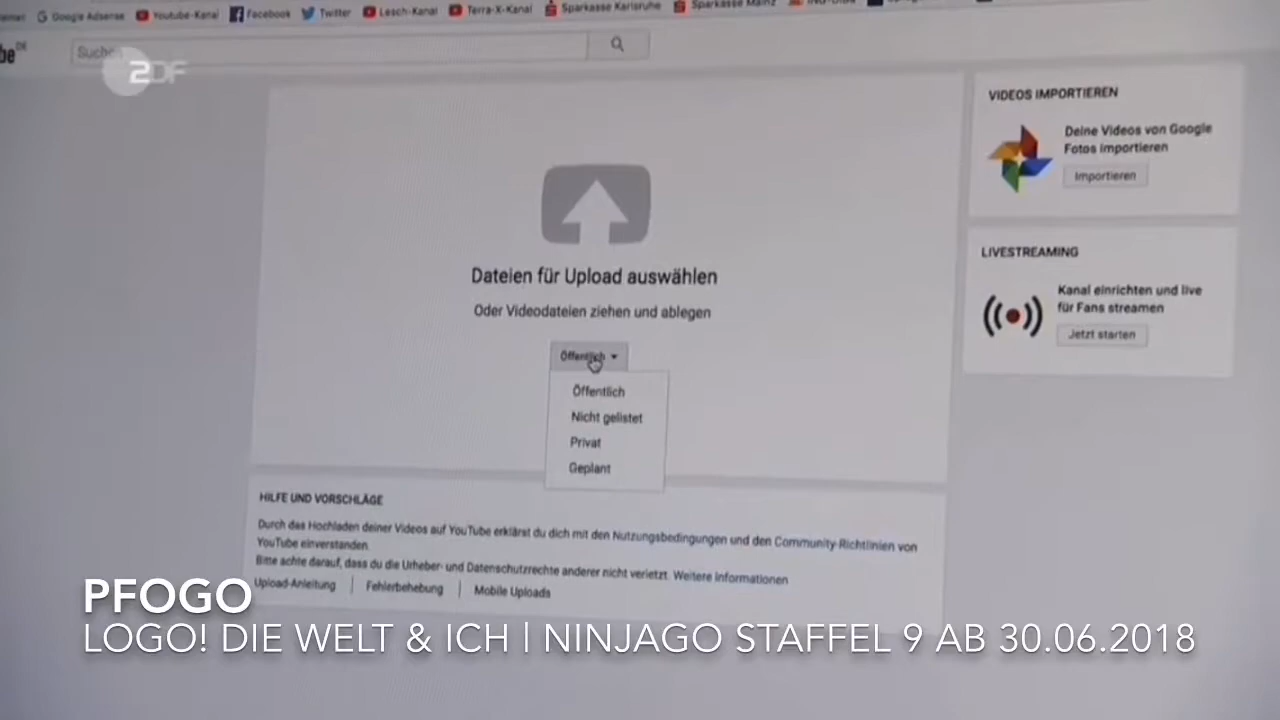 Google Adsense Youtube-Kanal Facebook Twitter Lesch-Kanal Terra-X-Kanal Sparkasse Karlsruhe Sparkasse Mainz
be DE
Suchen
ZDF
VIDEOS IMPORTIEREN
Deine Videos von Google
Fotos importieren
Importieren
Dateien für Upload auswählen
Oder Videodateien ziehen und ablegen
LIVESTREAMING
Kanal einrichten und live
für Fans streamen
Jetzt starten
Öffentlich
Öffentlich
Nicht gelistet
Privat
Geplant
HILFE UND VORSCHLÄGE
Durch das Hochladen deiner Videos auf YouTube erklärst du dich mit den Nutzungsbedingungen und den Community-Richtlinien von
YouTube einverstanden.
Bitte achte darauf, dass du die Urheber- und Datenschutzrechte anderer nicht verletzt. Weitere Informationen
Upload-Anleitung Fehlerbehebung Mobile Uploads
PFOGO
LOGO! DIE WELT & ICH | NINJAGO STAFFEL 9 AB 30.06.2018